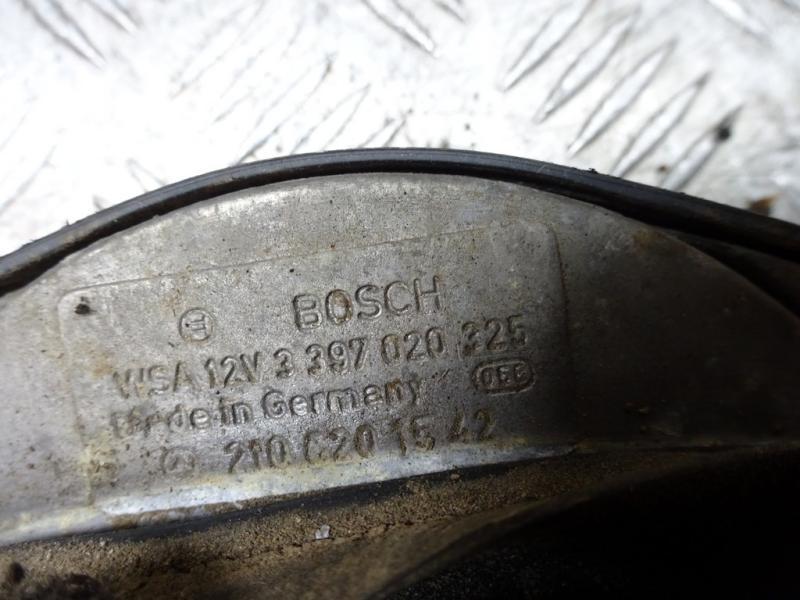 BOSCH
WSA 12V 3 397 020 325
Made in Germany
210 820 15 42